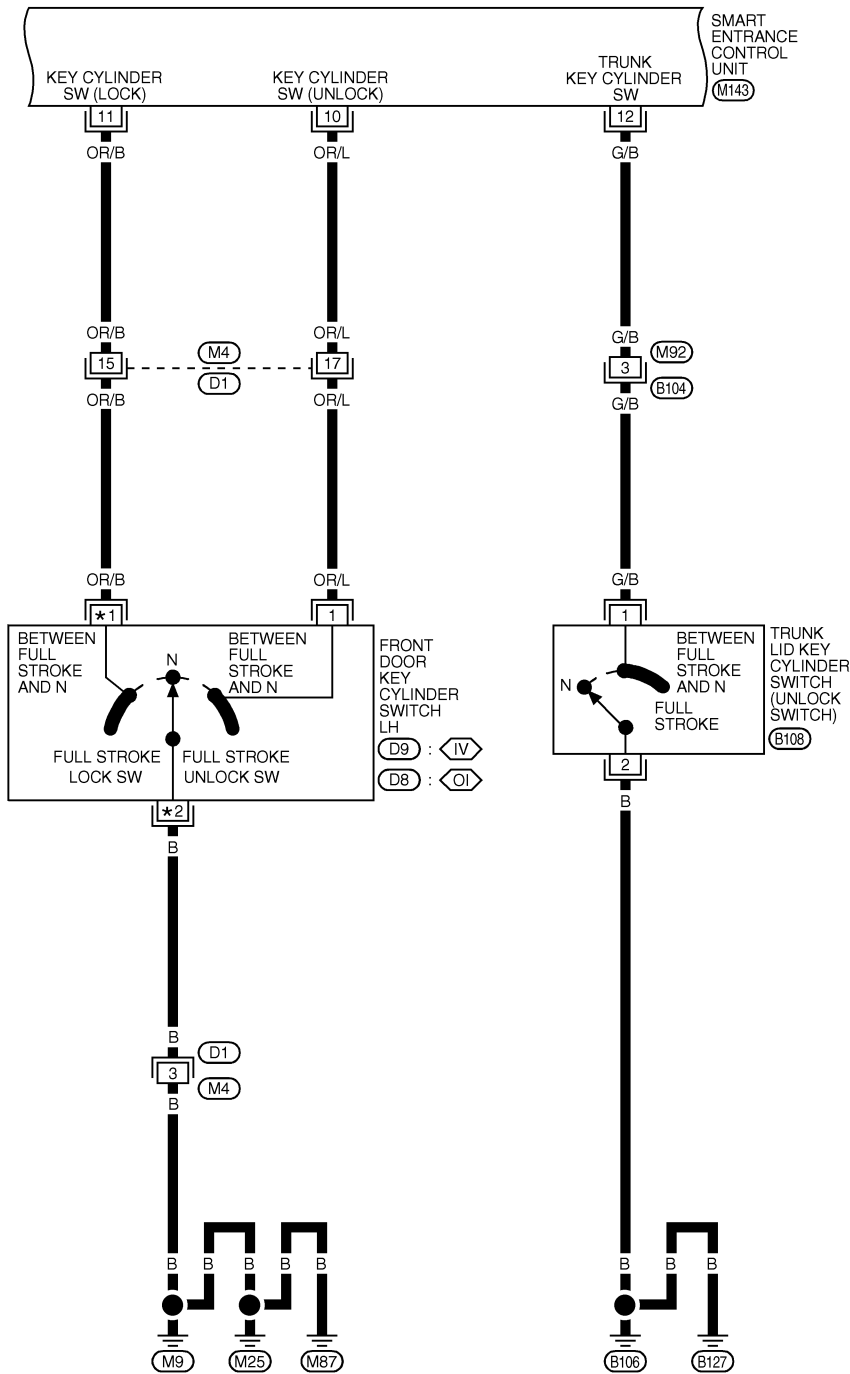 SMART
ENTRANCE
CONTROL
UNIT
M143
KEY CYLINDER
SW (LOCK)
KEY CYLINDER
SW (UNLOCK)
TRUNK
KEY CYLINDER
SW
11
10
12
OR/B
OR/L
G/B
OR/B
OR/L
G/B
15
M4
D1
17
3
M92
B104
OR/B
OR/L
G/B
OR/B
OR/L
G/B
*1
1
1
BETWEEN
FULL
STROKE
AND N
N
BETWEEN
FULL
STROKE
AND N
FULL STROKE
LOCK SW
FULL STROKE
UNLOCK SW
FRONT
DOOR
KEY
CYLINDER
SWITCH
LH
D9 : IV
D8 : OI
N
BETWEEN
FULL
STROKE
AND N
FULL
STROKE
TRUNK
LID KEY
CYLINDER
SWITCH
(UNLOCK
SWITCH)
B108
*2
2
B
B
B
D1
3
M4
B
B
B
B
B
B
B
B
B
M9
M25
M87
B106
B127